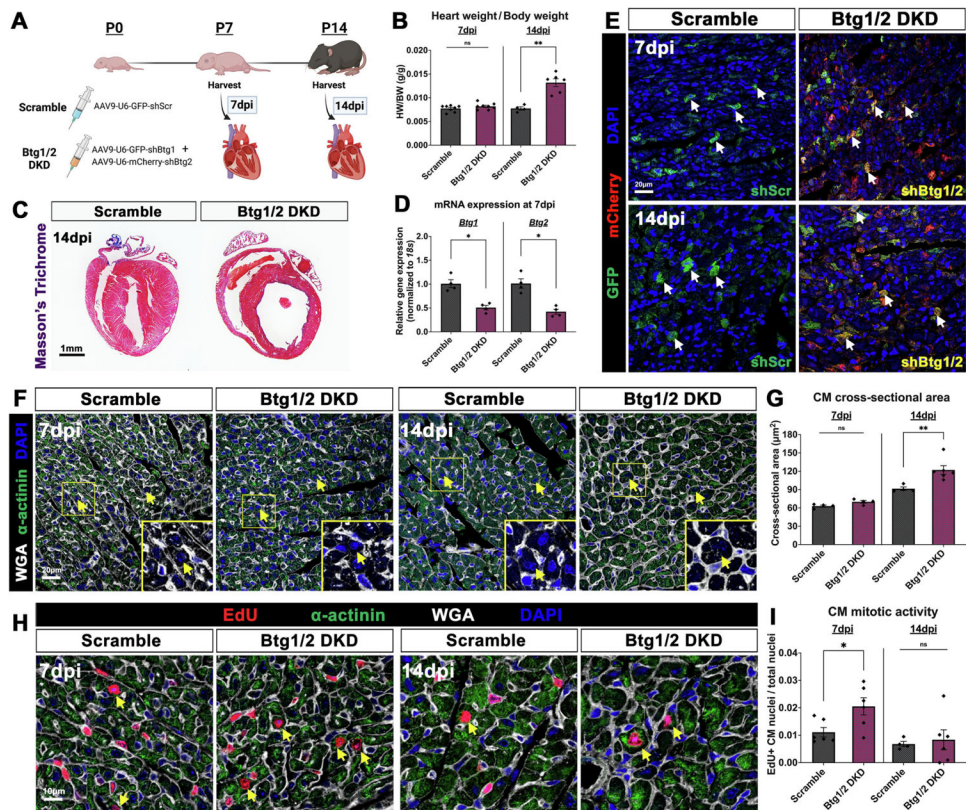 A
P0
P7
P14
Harvest
Harvest
Scramble
AAV9-U6-GFP-shScr
7dpi
14dpi
Btg1/2
DKD
AAV9-U6-GFP-shBtg1 +
AAV9-U6-mCherry-shBtg2
B
Heart weight/Body weight
7dpi
14dpi
ns
**
HW/BW (g/g)
0.020
0.015
0.010
0.005
0.000
Scramble
Btg1/2 DKD
Scramble
Btg1/2 DKD
C
Scramble
Btg1/2 DKD
Masson's Trichrome
14dpi
1mm
D
mRNA expression at 7dpi
Btg1
Btg2
*
*
Relative gene expression
(normalized to 18s)
2.0
1.5
1.0
0.5
0.0
Scramble
Btg1/2 DKD
Scramble
Btg1/2 DKD
E
Scramble
Btg1/2 DKD
GFP mCherry DAPI
7dpi
20μm
shScr
shBtg1/2
14dpi
shScr
shBtg1/2
F
Scramble
Btg1/2 DKD
Scramble
Btg1/2 DKD
WGA α-actinin DAPI
7dpi
14dpi
20μm
G
CM cross-sectional area
7dpi
14dpi
ns
**
Cross-sectional area (μm²)
180
150
120
90
60
30
0
Scramble
Btg1/2 DKD
Scramble
Btg1/2 DKD
H
EdU α-actinin WGA DAPI
Scramble
Btg1/2 DKD
Scramble
Btg1/2 DKD
7dpi
14dpi
10μm
I
CM mitotic activity
7dpi
14dpi
*
ns
EdU+ CM nuclei / total nuclei
0.04
0.03
0.02
0.01
0.00
Scramble
Btg1/2 DKD
Scramble
Btg1/2 DKD